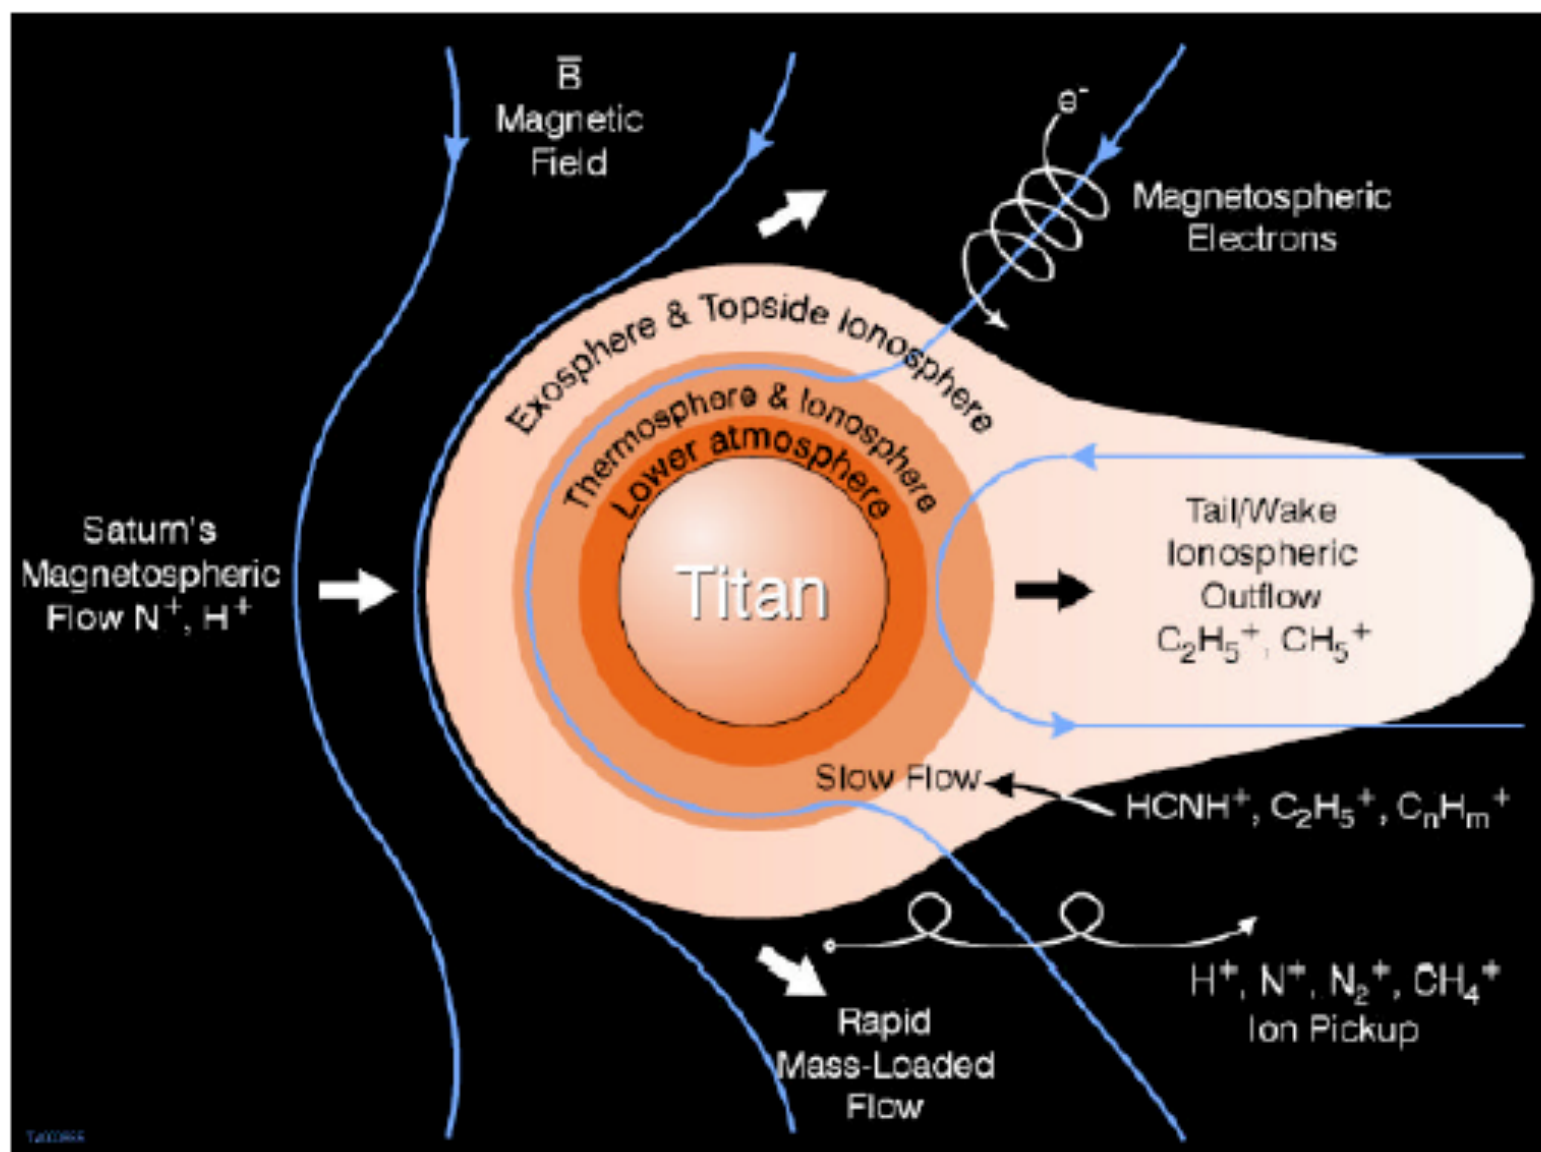 B̅
Magnetic
Field
e⁻
Magnetospheric
Electrons
Exosphere & Topside Ionosphere
Thermosphere & Ionosphere
Lower atmosphere
Titan
Saturn's
Magnetospheric
Flow N⁺, H⁺
Tail/Wake
Ionospheric
Outflow
C₂H₅⁺, CH₅⁺
Slow Flow
HCNH⁺, C₂H₅⁺, CₙHₘ⁺
H⁺, N⁺, N₂⁺, CH₄⁺
Ion Pickup
Rapid
Mass-Loaded
Flow